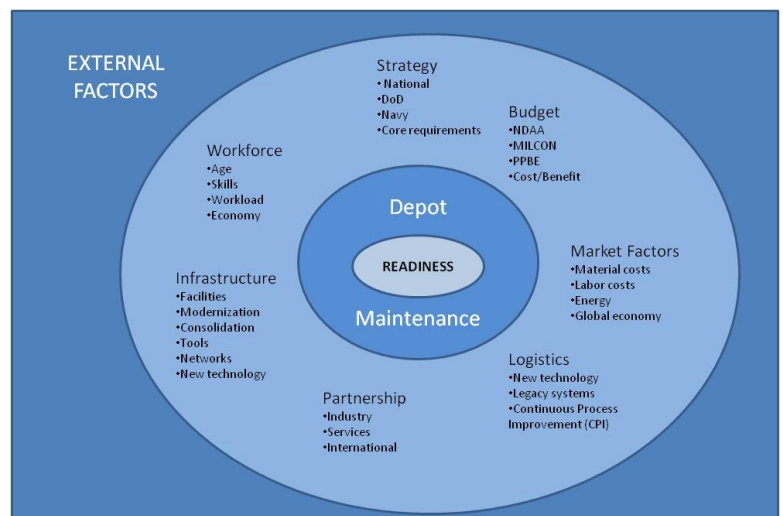 EXTERNAL
FACTORS
Strategy
• National
•DoD
•Navy
•Core requirements
Budget
•NDAA
•MILCON
•PPBE
•Cost/Benefit
Workforce
•Age
•Skills
•Workload
•Economy
Depot
READINESS
Maintenance
Market Factors
•Material costs
•Labor costs
•Energy
•Global economy
Infrastructure
•Facilities
•Modernization
•Consolidation
•Tools
•Networks
•New technology
Logistics
•New technology
•Legacy systems
•Continuous Process
Improvement (CPI)
Partnership
•Industry
•Services
•International